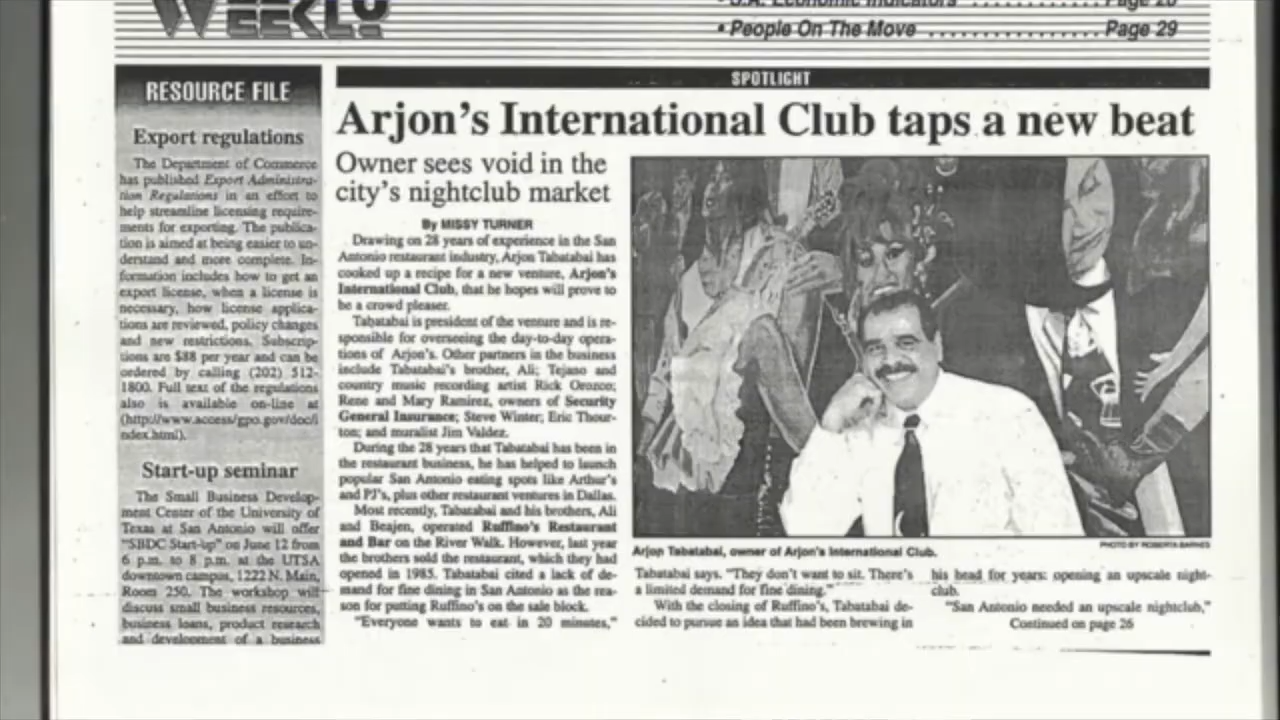 WEEKLY
• U.S. Economic Indicators ............ Page 28
• People On The Move ................ Page 29
RESOURCE FILE
Export regulations
The Department of Commerce
has published Export Administra-
tion Regulations in an effort to
help streamline licensing require-
ments for exporting. The publica-
tion is aimed at being easier to un-
derstand and more complete. In-
formation includes how to get an
export license, when a license is
necessary, how license applica-
tions are reviewed, policy changes
and new restrictions. Subscrip-
tions are $88 per year and can be
ordered by calling (202) 512-
1800. Full text of the regulations
also is available on-line at
(http://www.access/gpo.gov/doc/i
ndex.html).
Start-up seminar
The Small Business Develop-
ment Center of the University of
Texas at San Antonio will offer
"SBDC Start-up" on June 12 from
6 p.m. to 8 p.m. at the UTSA
downtown campus, 1222 N. Main,
Room 250. The workshop will
discuss small business resources,
business loans, product research
and development of a business
SPOTLIGHT
Arjon's International Club taps a new beat
Owner sees void in the
city's nightclub market
By MISSY TURNER
Drawing on 28 years of experience in the San
Antonio restaurant industry, Arjon Tabatabai has
cooked up a recipe for a new venture, Arjon's
International Club, that he hopes will prove to
be a crowd pleaser.
Tabatabai is president of the venture and is re-
sponsible for overseeing the day-to-day opera-
tions of Arjon's. Other partners in the business
include Tabatabai's brother, Ali; Tejano and
country music recording artist Rick Orozco;
Rene and Mary Ramirez, owners of Security
General Insurance; Steve Winter; Eric Thour-
ton; and muralist Jim Valdez.
During the 28 years that Tabatabai has been in
the restaurant business, he has helped to launch
popular San Antonio eating spots like Arthur's
and PJ's, plus other restaurant ventures in Dallas.
Most recently, Tabatabai and his brothers, Ali
and Beajen, operated Ruffino's Restaurant
and Bar on the River Walk. However, last year
the brothers sold the restaurant, which they had
opened in 1985. Tabatabai cited a lack of de-
mand for fine dining in San Antonio as the rea-
son for putting Ruffino's on the sale block.
"Everyone wants to eat in 20 minutes,"
Arjon Tabatabai, owner of Arjon's International Club.
PHOTO BY ROBERTA BARNES
Tabatabai says. "They don't want to sit. There's
a limited demand for fine dining."
With the closing of Ruffino's, Tabatabai de-
cided to pursue an idea that had been brewing in
his head for years: opening an upscale night-
club.
"San Antonio needed an upscale nightclub,"
Continued on page 26